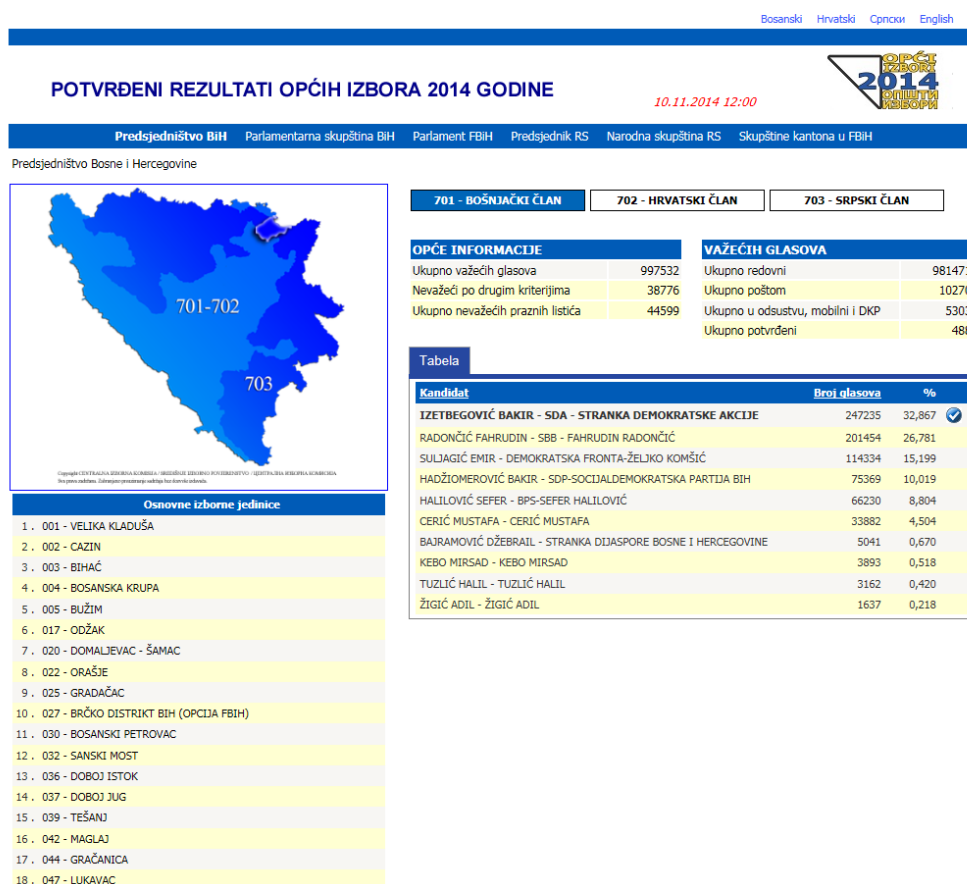 Bosanski Hrvatski Српски English
POTVRĐENI REZULTATI OPĆIH IZBORA 2014 GODINE
10.11.2014 12:00
OPĆI
IZBORI
2014
ОПШТИ
ИЗБОРИ
Predsjedništvo BiH Parlamentarna skupština BiH Parlament FBiH Predsjednik RS Narodna skupština RS Skupštine kantona u FBiH
Predsjedništvo Bosne i Hercegovine
701-702
703
701 - BOŠNJAČKI ČLAN 702 - HRVATSKI ČLAN 703 - SRPSKI ČLAN
OPĆE INFORMACIJE
Ukupno važećih glasova 997532
Nevažeći po drugim kriterijima 38776
Ukupno nevažećih praznih listića 44599
VAŽEĆIH GLASOVA
Ukupno redovni 981471
Ukupno poštom 10270
Ukupno u odsustvu, mobilni i DKP 5303
Ukupno potvrđeni 488
Tabela
Kandidat Broj glasova %
IZETBEGOVIĆ BAKIR - SDA - STRANKA DEMOKRATSKE AKCIJE 247235 32,867
RADONČIĆ FAHRUDIN - SBB - FAHRUDIN RADONČIĆ 201454 26,781
SULJAGIĆ EMIR - DEMOKRATSKA FRONTA-ŽELJKO KOMŠIĆ 114334 15,199
HADŽIOMEROVIĆ BAKIR - SDP-SOCIJALDEMOKRATSKA PARTIJA BIH 75369 10,019
HALILOVIĆ SEFER - BPS-SEFER HALILOVIĆ 66230 8,804
CERIĆ MUSTAFA - CERIĆ MUSTAFA 33882 4,504
BAJRAMOVIĆ DŽEBRAIL - STRANKA DIJASPORE BOSNE I HERCEGOVINE 5041 0,670
KEBO MIRSAD - KEBO MIRSAD 3893 0,518
TUZLIĆ HALIL - TUZLIĆ HALIL 3162 0,420
ŽIGIĆ ADIL - ŽIGIĆ ADIL 1637 0,218
Osnovne izborne jedinice
1 . 001 - VELIKA KLADUŠA
2 . 002 - CAZIN
3 . 003 - BIHAĆ
4 . 004 - BOSANSKA KRUPA
5 . 005 - BUŽIM
6 . 017 - ODŽAK
7 . 020 - DOMALJEVAC - ŠAMAC
8 . 022 - ORAŠJE
9 . 025 - GRADAČAC
10 . 027 - BRČKO DISTRIKT BIH (OPCIJA FBIH)
11 . 030 - BOSANSKI PETROVAC
12 . 032 - SANSKI MOST
13 . 036 - DOBOJ ISTOK
14 . 037 - DOBOJ JUG
15 . 039 - TEŠANJ
16 . 042 - MAGLAJ
17 . 044 - GRAČANICA
18 . 047 - LUKAVAC